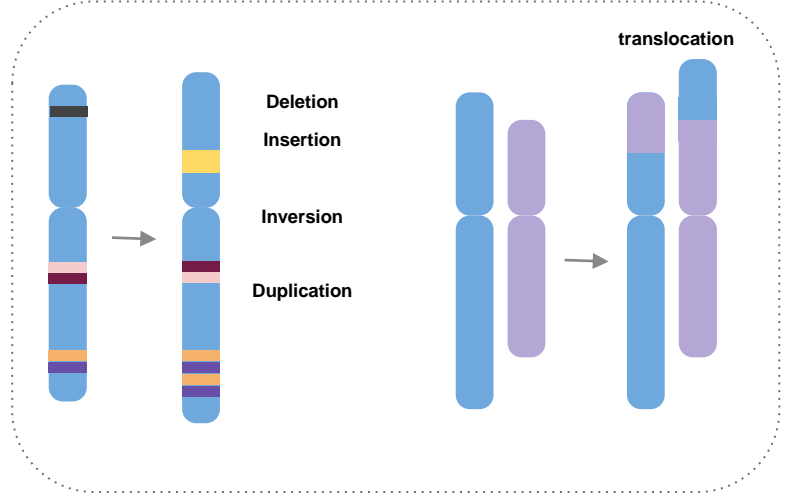 translocation
Deletion
Insertion
Inversion
Duplication